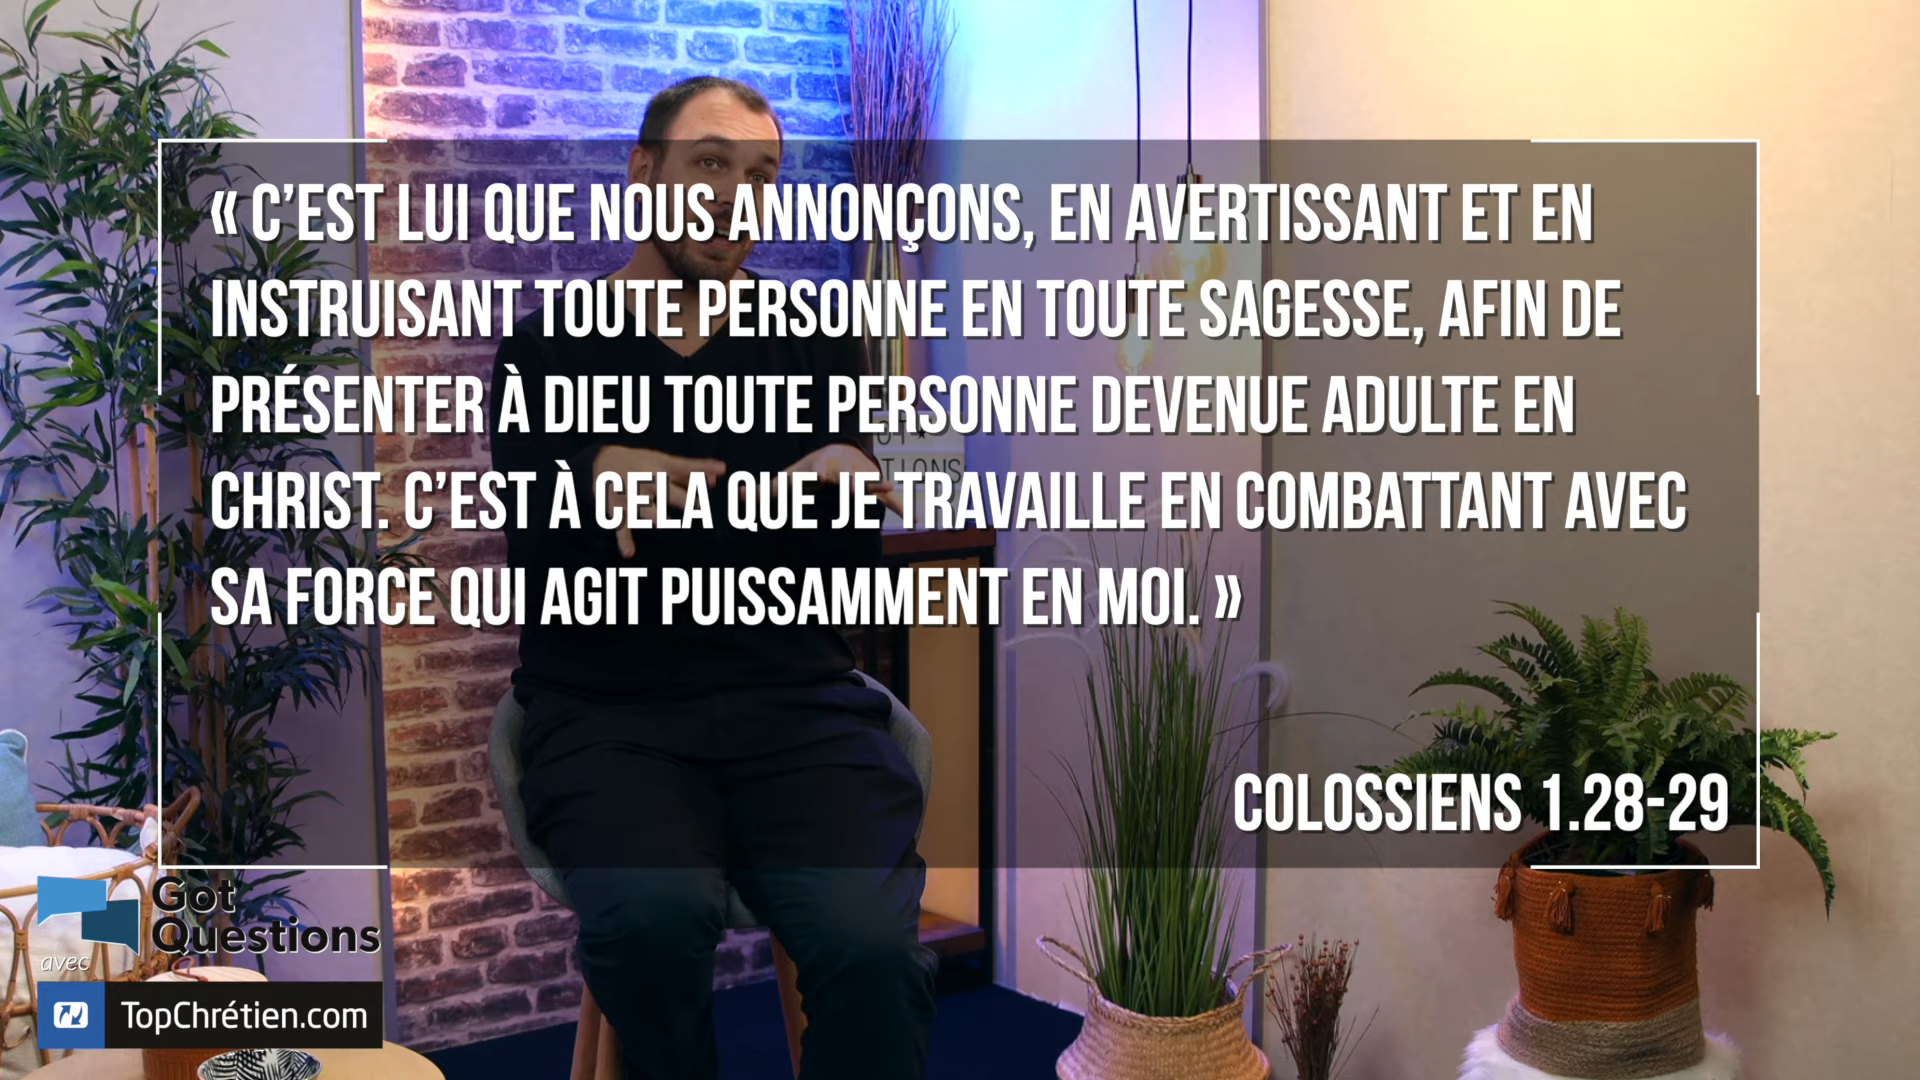 « C’EST LUI QUE NOUS ANNONÇONS, EN AVERTISSANT ET EN
INSTRUISANT TOUTE PERSONNE EN TOUTE SAGESSE, AFIN DE
PRÉSENTER À DIEU TOUTE PERSONNE DEVENUE ADULTE EN
CHRIST. C’EST À CELA QUE JE TRAVAILLE EN COMBATTANT AVEC
SA FORCE QUI AGIT PUISSAMMENT EN MOI. »
COLOSSIENS 1.28-29
Got
Questions
avec
TopChrétien.com